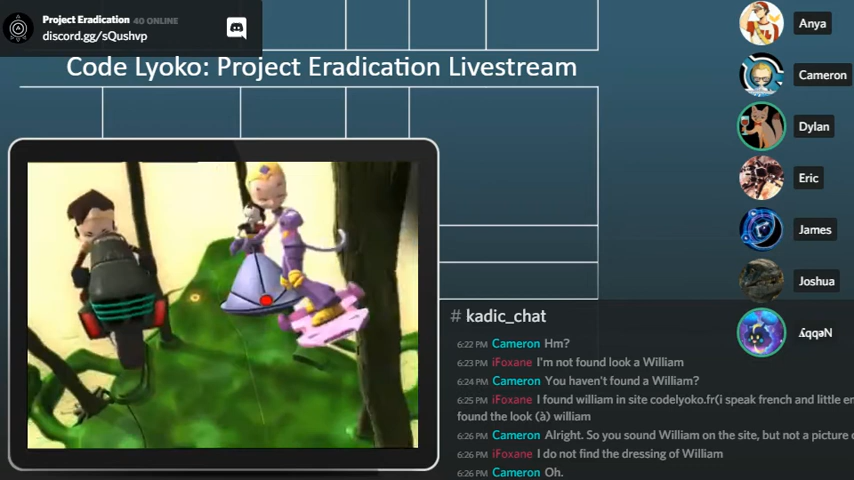 Project Eradication 40 ONLINE
discord.gg/sQushvp
Code Lyoko: Project Eradication Livestream
Anya
Cameron
Dylan
Eric
James
Joshua
# kadic_chat
6:22 PM Cameron Hm?
6:23 PM iFoxane I'm not found look a William
6:24 PM Cameron You haven't found a William?
6:25 PM iFoxane I found william in site codelyoko.fr(i speak french and little en
found the look (à) william
6:26 PM Cameron Alright. So you sound William on the site, but not a picture
6:26 PM iFoxane I do not find the dressing of William
6:26 PM Cameron Oh.